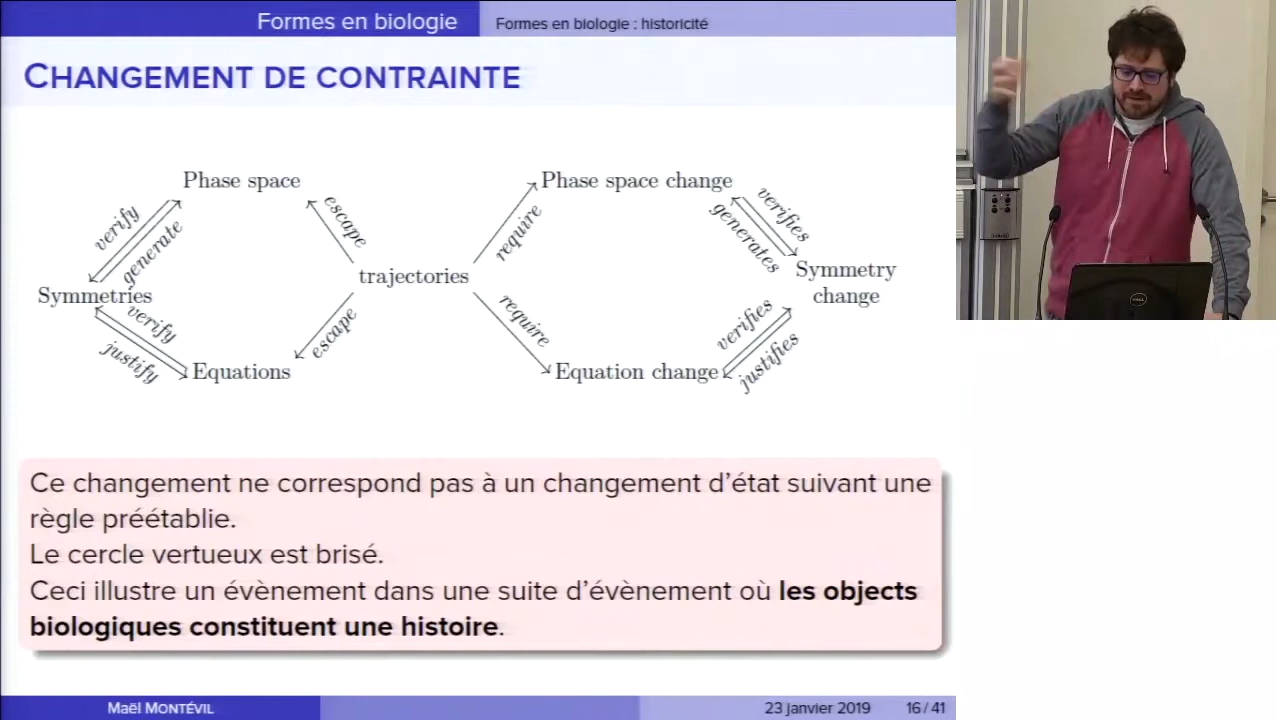 Formes en biologie
Formes en biologie : historicité
CHANGEMENT DE CONTRAINTE
Phase space
Phase space change
verify
generate
escape
require
generates
verifies
trajectories
Symmetries
Symmetry
change
verify
justify
escape
require
verifies
justifies
Equations
Equation change
Ce changement ne correspond pas à un changement d'état suivant une
règle préétablie.
Le cercle vertueux est brisé.
Ceci illustre un évènement dans une suite d'évènement où les objects
biologiques constituent une histoire.
Maël MONTÉVIL
23 janvier 2019
16 / 41
DELL